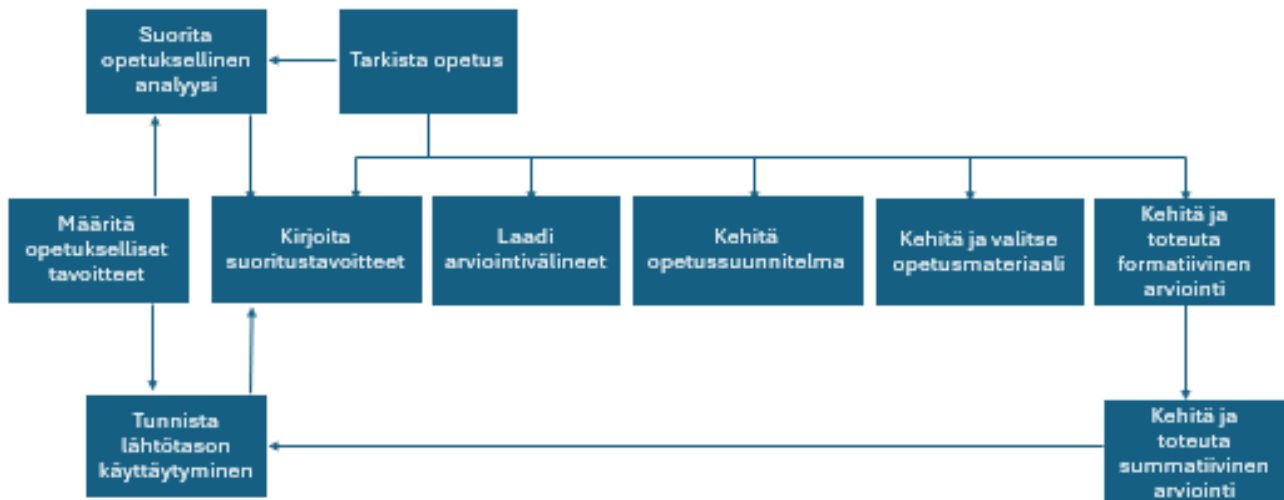 Suorita
opetuksellinen
analyysi
Tarkista opetus
Määritä
opetukselliset
tavoitteet
Kirjoita
suoritustavoitteet
Laadi
arviointivälineet
Kehitä
opetussuunnitelma
Kehitä ja valitse
opetusmateriaali
Kehitä ja
toteuta
formatiivinen
arviointi
Tunnista
lähtötason
käyttäytyminen
Kehitä ja
toteuta
summatiivinen
arviointi